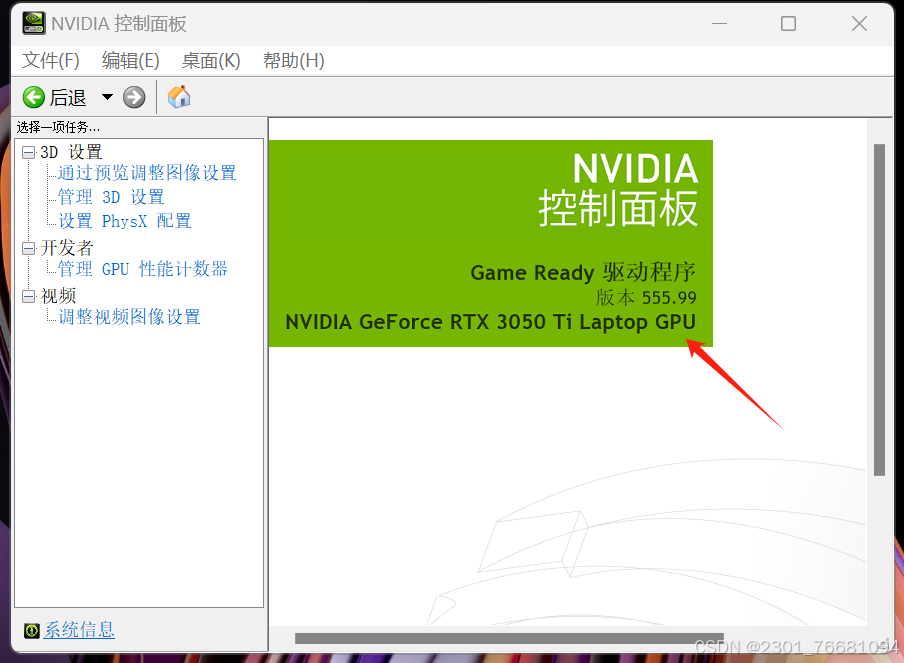 NVIDIA 控制面板
文件(F) 编辑(E) 桌面(K) 帮助(H)
后退
选择一项任务...
3D 设置
通过预览调整图像设置
管理 3D 设置
设置 PhysX 配置
开发者
管理 GPU 性能计数器
视频
调整视频图像设置
系统信息
NVIDIA
控制面板
Game Ready 驱动程序
版本 555.99
NVIDIA GeForce RTX 3050 Ti Laptop GPU
CSDN @2301_76681094